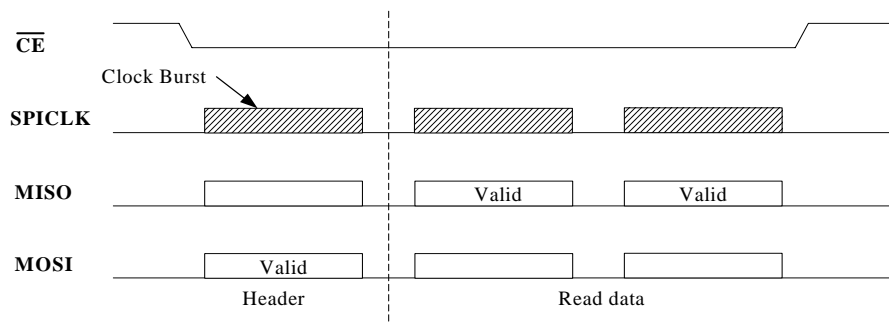 CE
Clock Burst
SPICLK
MISO
Valid
Valid
MOSI
Valid
Header
Read data